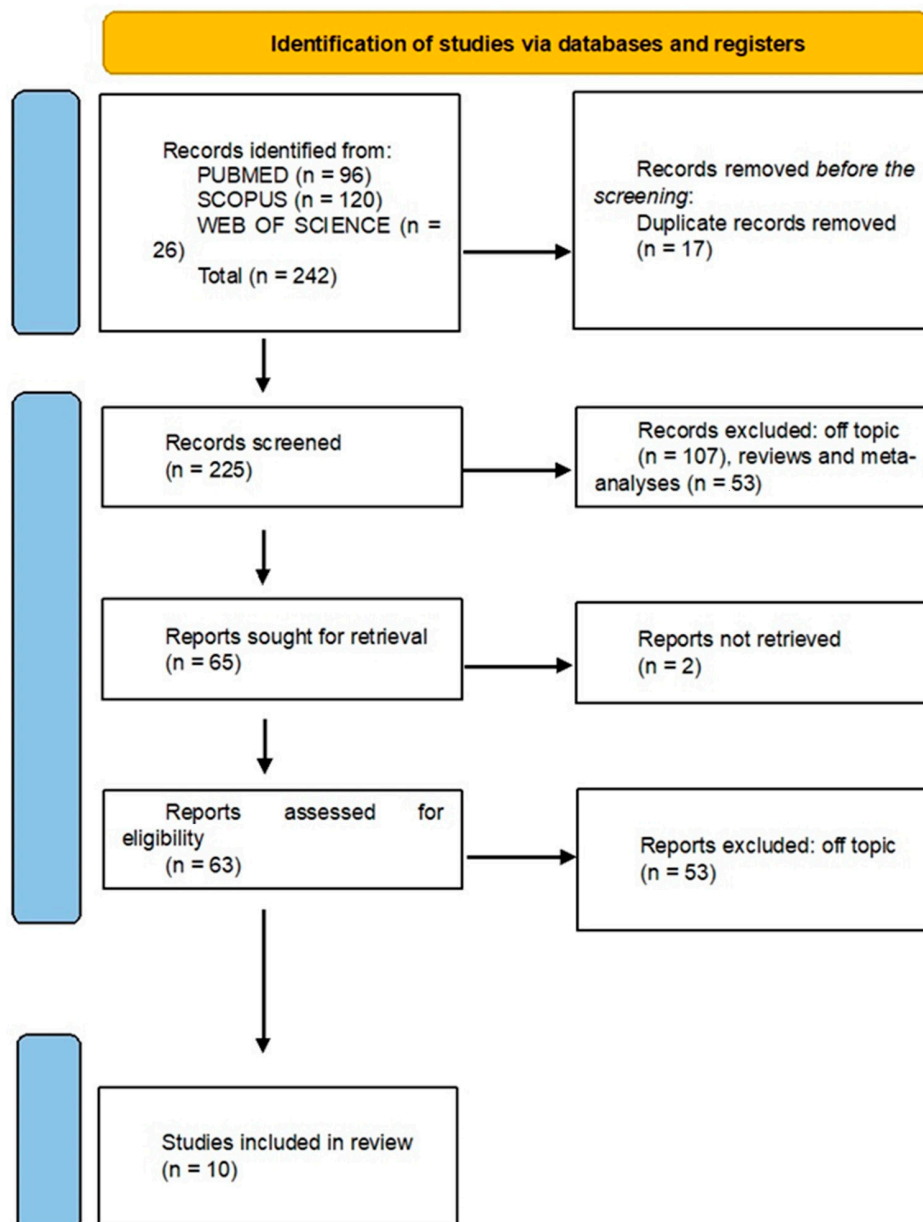 Identification of studies via databases and registers
Records identified from:
PUBMED (n = 96)
SCOPUS (n = 120)
WEB OF SCIENCE (n =
26)
Total (n = 242)
Records removed before the
screening:
Duplicate records removed
(n = 17)
Records screened
(n = 225)
Records excluded: off topic
(n = 107), reviews and meta-
analyses (n = 53)
Reports sought for retrieval
(n = 65)
Reports not retrieved
(n = 2)
Reports assessed for
eligibility
(n = 63)
Reports excluded: off topic
(n = 53)
Studies included in review
(n = 10)